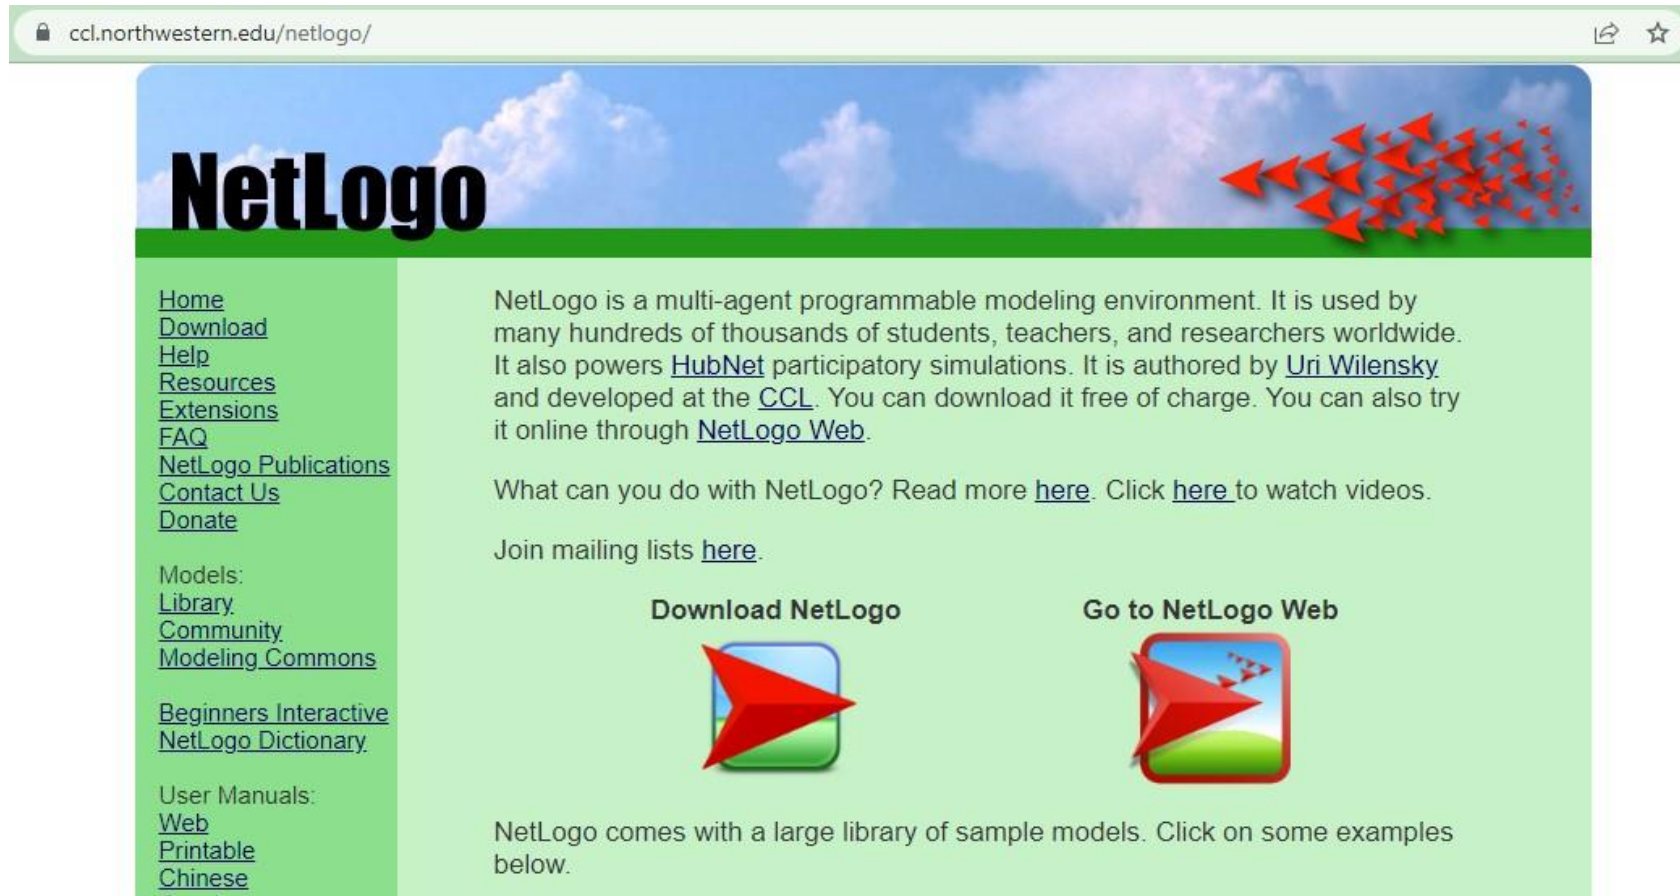 ccl.northwestern.edu/netlogo/
NetLogo
Home
Download
Help
Resources
Extensions
FAQ
NetLogo Publications
Contact Us
Donate
Models:
Library
Community
Modeling Commons
Beginners Interactive
NetLogo Dictionary
User Manuals:
Web
Printable
Chinese
NetLogo is a multi-agent programmable modeling environment. It is used by
many hundreds of thousands of students, teachers, and researchers worldwide.
It also powers HubNet participatory simulations. It is authored by Uri Wilensky
and developed at the CCL. You can download it free of charge. You can also try
it online through NetLogo Web.
What can you do with NetLogo? Read more here. Click here to watch videos.
Join mailing lists here.
Download NetLogo
Go to NetLogo Web
NetLogo comes with a large library of sample models. Click on some examples
below.